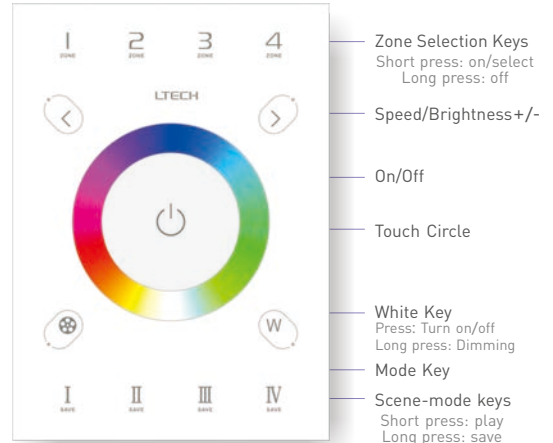 1 2 3 4
ZONE ZONE ZONE ZONE
LTECH
W
I II III IV
SAVE SAVE SAVE SAVE
Zone Selection Keys
Short press: on/select
Long press: off
Speed/Brightness+/-
On/Off
Touch Circle
White Key
Press: Turn on/off
Long press: Dimming
Mode Key
Scene-mode keys
Short press: play
Long press: save